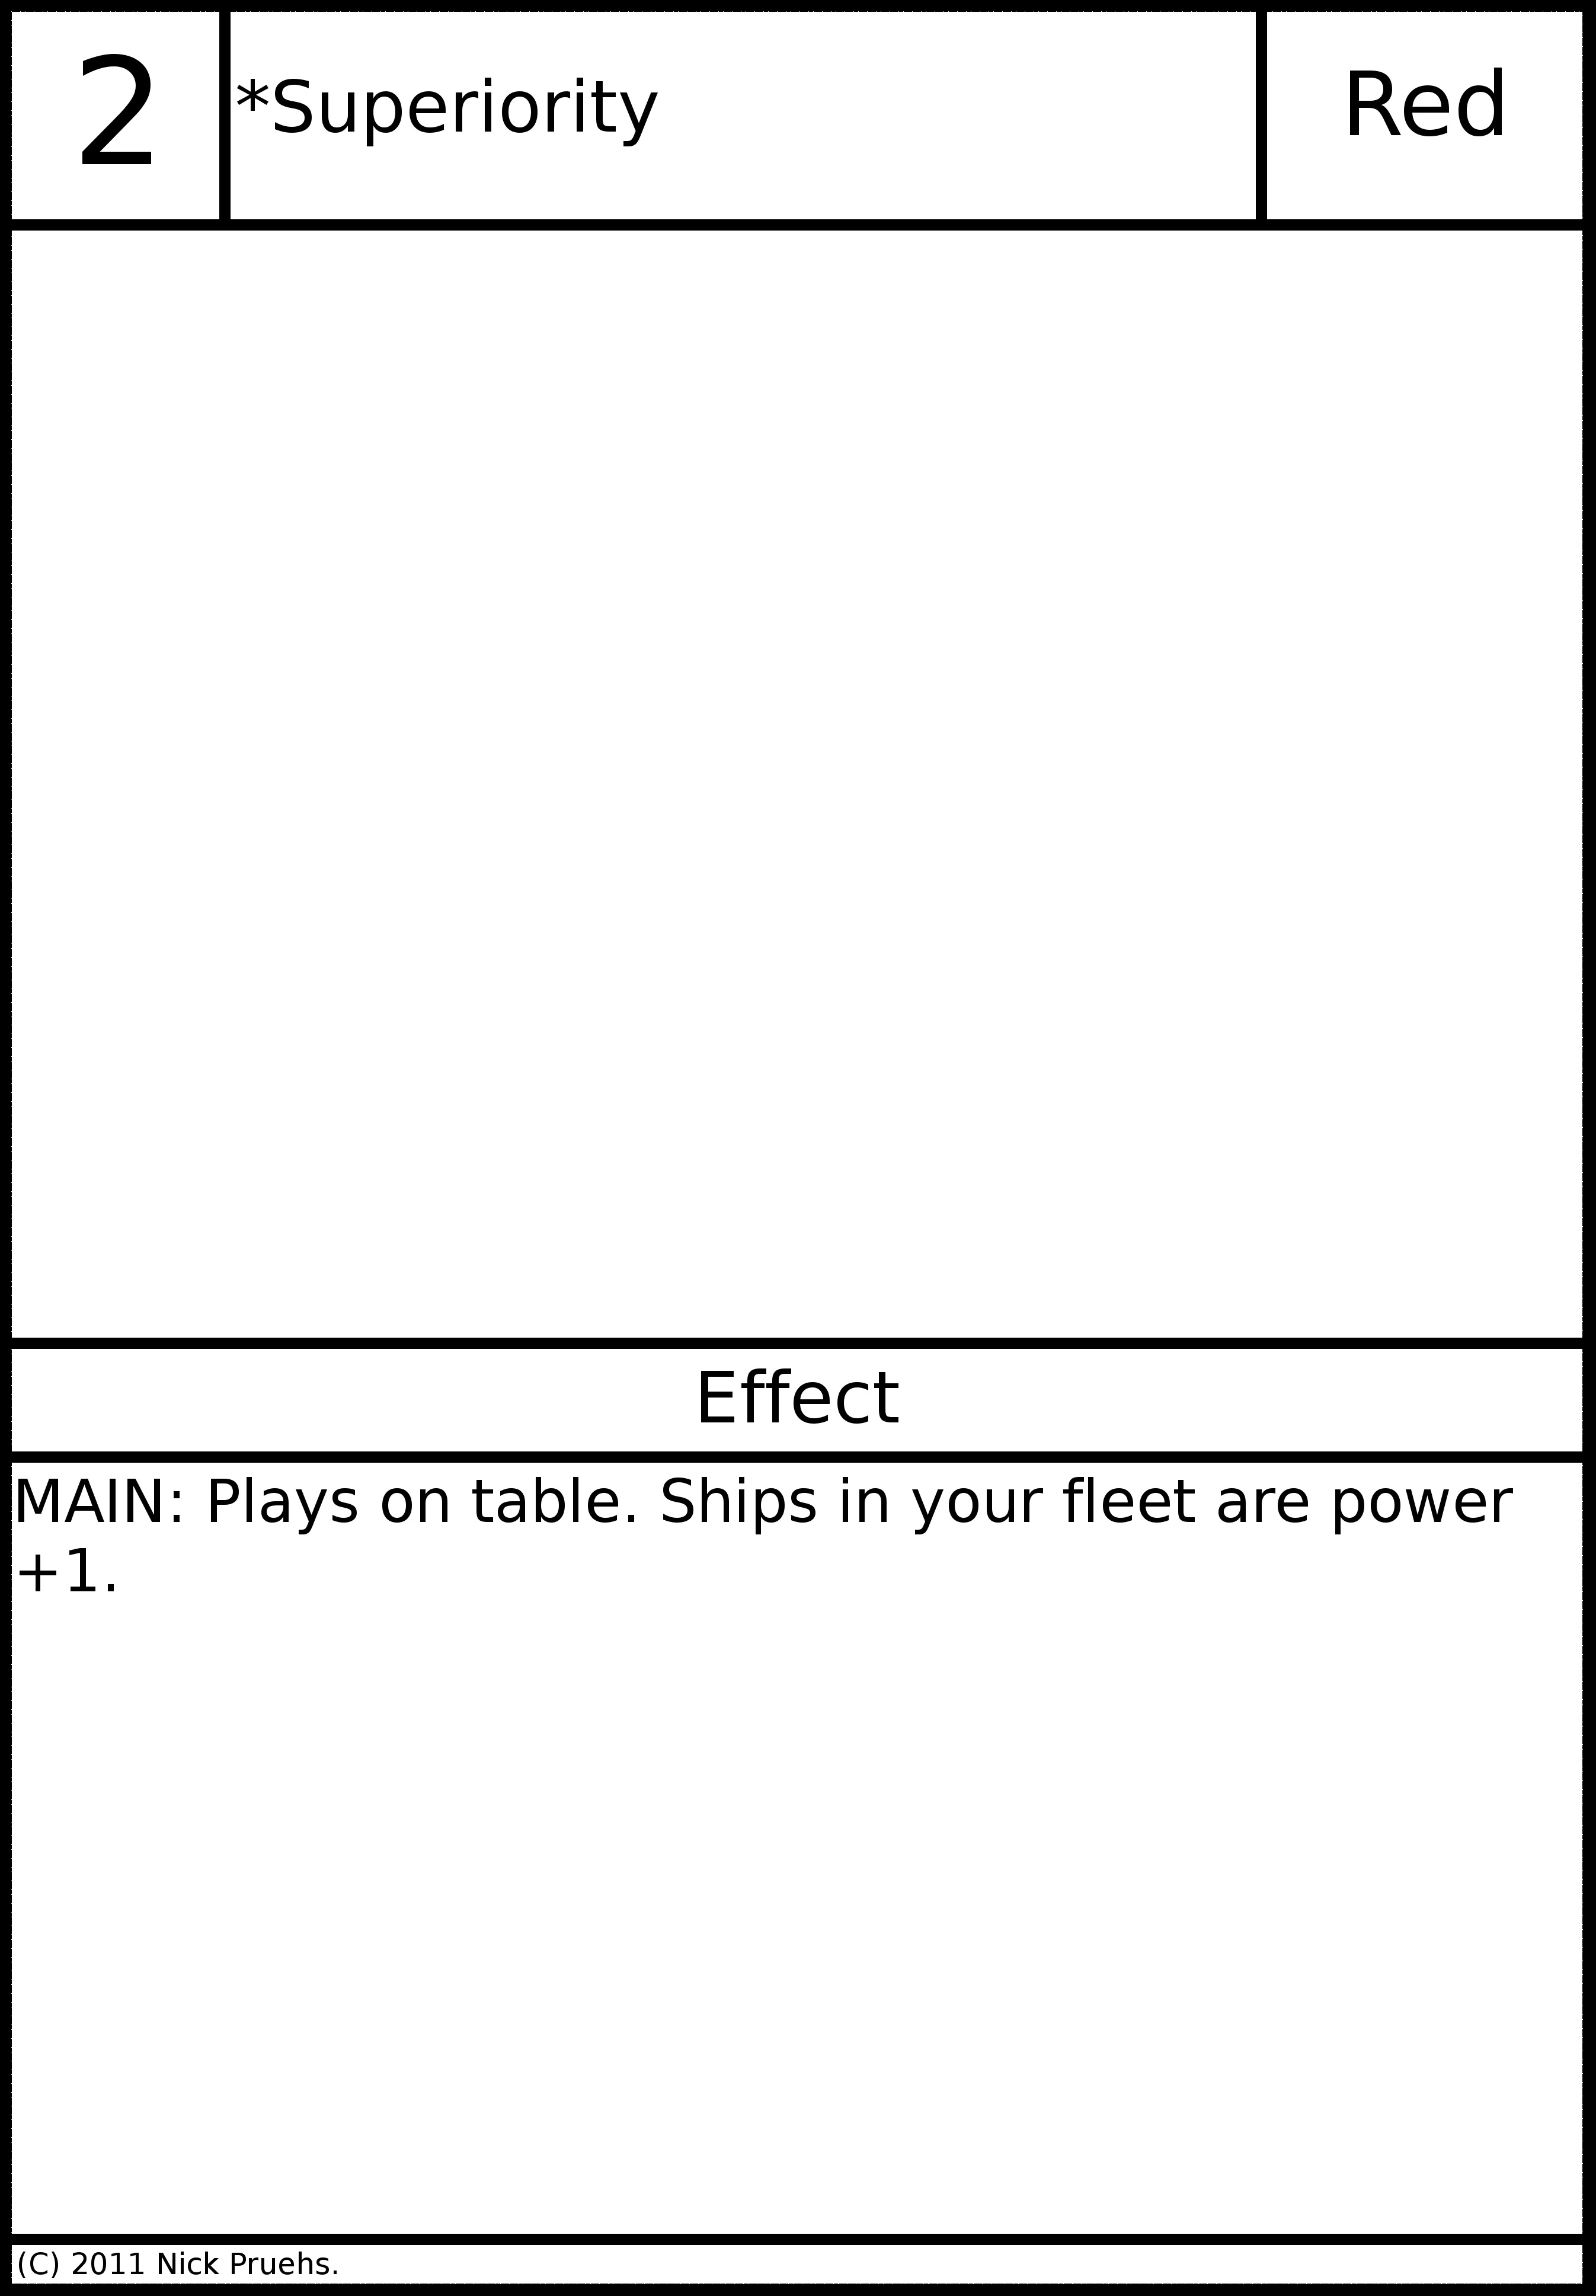 2
*Superiority
Red
Effect
MAIN: Plays on table. Ships in your fleet are power
+1.
(C) 2011 Nick Pruehs.